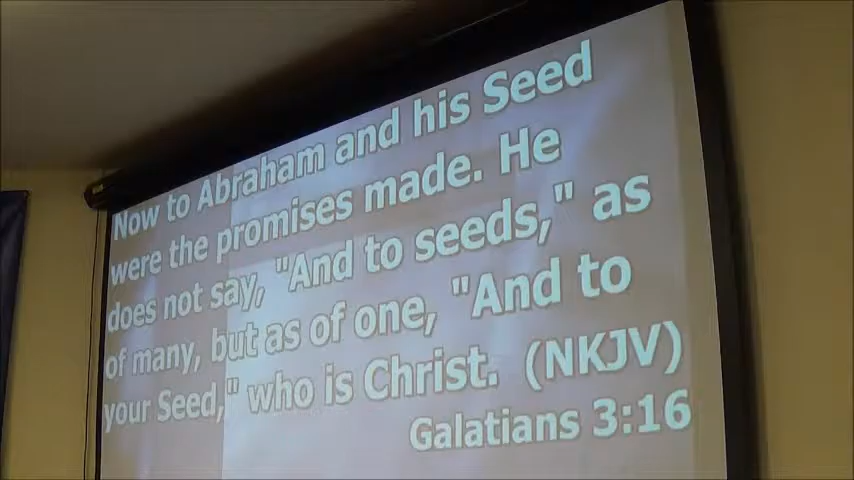 Now to Abraham and his Seed
were the promises made. He
does not say, "And to seeds," as
of many, but as of one, "And to
your Seed," who is Christ. (NKJV)
Galatians 3:16